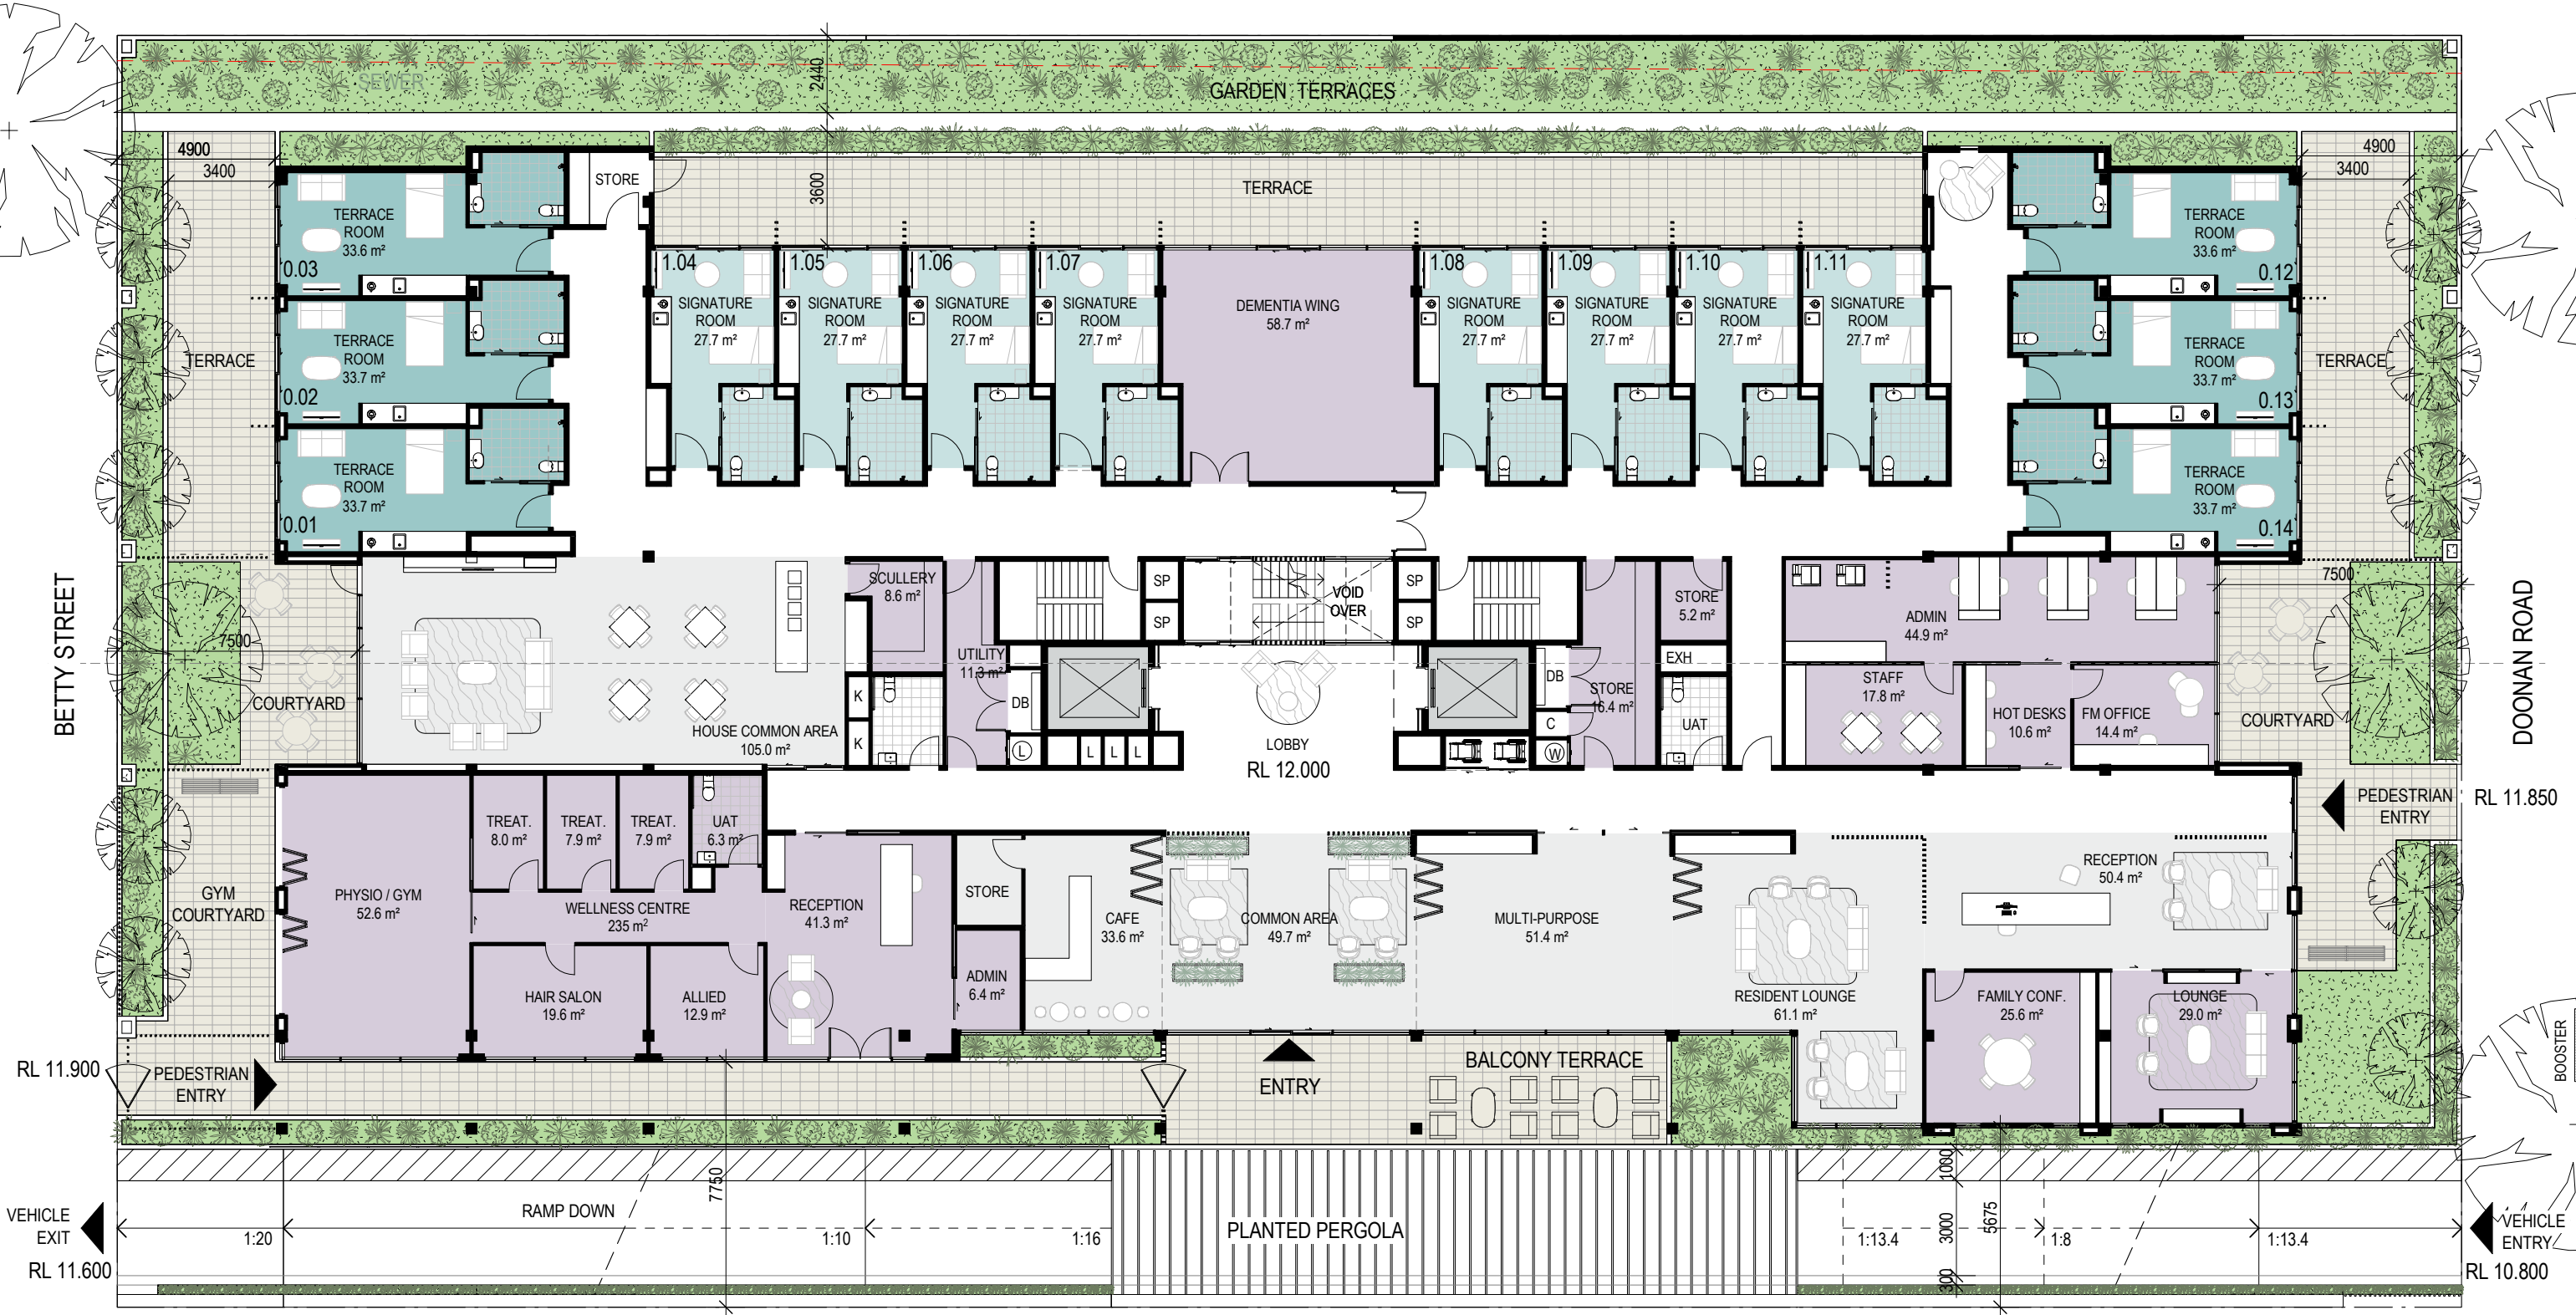 SEWER
2440
GARDEN TERRACES
4900
3400
STORE
3600
TERRACE
4900
3400
TERRACE
ROOM
33.6 m²
0.03
TERRACE
ROOM
33.7 m²
0.02
TERRACE
ROOM
33.7 m²
0.01
TERRACE
1.04
SIGNATURE
ROOM
27.7 m²
1.05
SIGNATURE
ROOM
27.7 m²
1.06
SIGNATURE
ROOM
27.7 m²
1.07
SIGNATURE
ROOM
27.7 m²
DEMENTIA WING
58.7 m²
1.08
SIGNATURE
ROOM
27.7 m²
1.09
SIGNATURE
ROOM
27.7 m²
1.10
SIGNATURE
ROOM
27.7 m²
1.11
SIGNATURE
ROOM
27.7 m²
TERRACE
ROOM
33.6 m²
0.12
TERRACE
ROOM
33.7 m²
0.13
TERRACE
ROOM
33.7 m²
0.14
TERRACE
BETTY STREET
7500
COURTYARD
HOUSE COMMON AREA
105.0 m²
SCULLERY
8.6 m²
UTILITY
11.3 m²
K
K
DB
L
L
L
L
SP
SP
VOID
OVER
SP
SP
LOBBY
RL 12.000
DB
C
W
STORE
16.4 m²
STORE
5.2 m²
EXH
UAT
ADMIN
44.9 m²
STAFF
17.8 m²
HOT DESKS
10.6 m²
FM OFFICE
14.4 m²
7500
COURTYARD
DOONAN ROAD
PEDESTRIAN
ENTRY
RL 11.850
GYM
COURTYARD
PHYSIO / GYM
52.6 m²
TREAT.
8.0 m²
TREAT.
7.9 m²
TREAT.
7.9 m²
UAT
6.3 m²
WELLNESS CENTRE
235 m²
RECEPTION
41.3 m²
HAIR SALON
19.6 m²
ALLIED
12.9 m²
STORE
ADMIN
6.4 m²
CAFE
33.6 m²
COMMON AREA
49.7 m²
MULTI-PURPOSE
51.4 m²
RESIDENT LOUNGE
61.1 m²
RECEPTION
50.4 m²
FAMILY CONF.
25.6 m²
LOUNGE
29.0 m²
RL 11.900
PEDESTRIAN
ENTRY
ENTRY
BALCONY TERRACE
BOOSTER
VEHICLE
EXIT
RL 11.600
1:20
RAMP DOWN
7750
1:10
1:16
PLANTED PERGOLA
1:13.4
1000
3000
300
5675
1:8
1:13.4
VEHICLE
ENTRY
RL 10.800